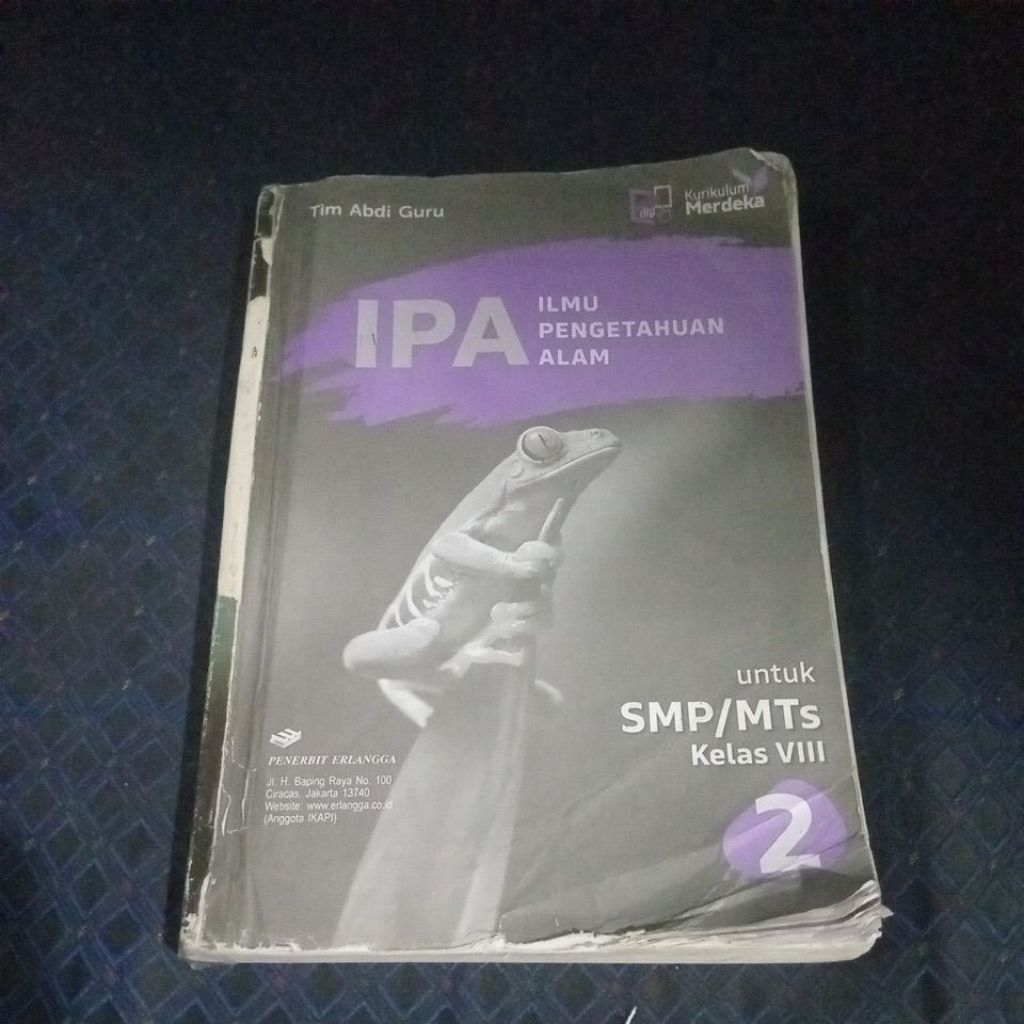 Tim Abdi Guru
Kurikulum
Merdeka
IPA
ILMU
PENGETAHUAN
ALAM
untuk
SMP/MTs
Kelas VIII
2
PENERBIT ERLANGGA
Jl. H. Baping Raya No. 100
Ciracas, Jakarta 13740
Website: www.erlangga.co.id
(Anggota IKAPI)